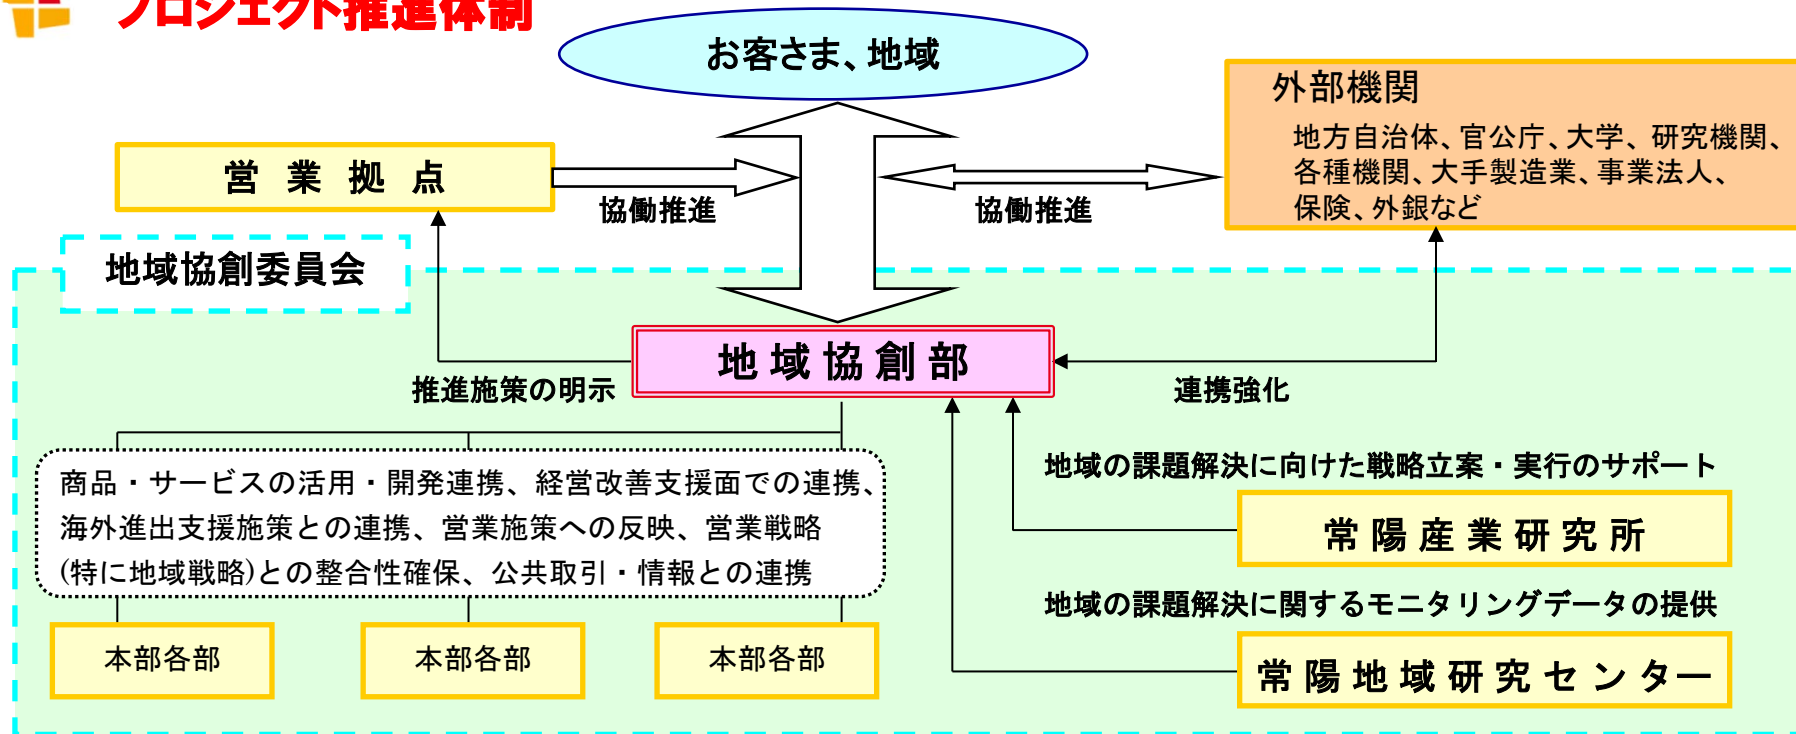 プロジェクト推進体制
お客さま、地域
外部機関
地方自治体、官公庁、大学、研究機関、
各種機関、大手製造業、事業法人、
保険、外銀など
営業拠点
協働推進
協働推進
地域協創委員会
地域協創部
推進施策の明示
連携強化
商品・サービスの活用・開発連携、経営改善支援面での連携、
海外進出支援施策との連携、営業施策への反映、営業戦略
(特に地域戦略)との整合性確保、公共取引・情報との連携
地域の課題解決に向けた戦略立案・実行のサポート
常陽産業研究所
地域の課題解決に関するモニタリングデータの提供
常陽地域研究センター
本部各部
本部各部
本部各部